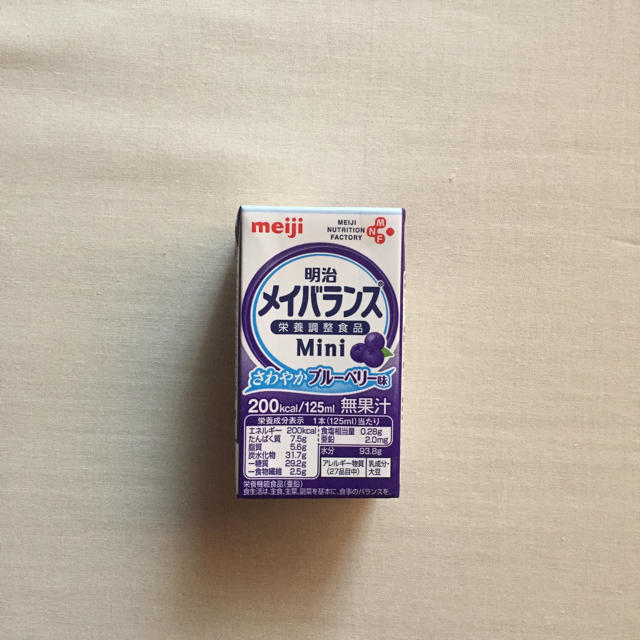 meiji
MEIJI
NUTRITION
FACTORY
MNF
明治
メイバランス®
栄養調整食品
Mini
さわやかブルーベリー味
200kcal/125ml 無果汁
栄養成分表示 1本(125ml)当たり
エネルギー 200kcal
たんぱく質 7.5g
脂質 5.6g
炭水化物 31.7g
ー糖質 29.2g
ー食物繊維 2.5g
食塩相当量 0.28g
亜鉛 2.0mg
水分 93.8g
アレルギー物質
(27品目中)
乳成分・
大豆
栄養機能食品(亜鉛)
食生活は、主食、主菜、副菜を基本に、食事のバランスを。